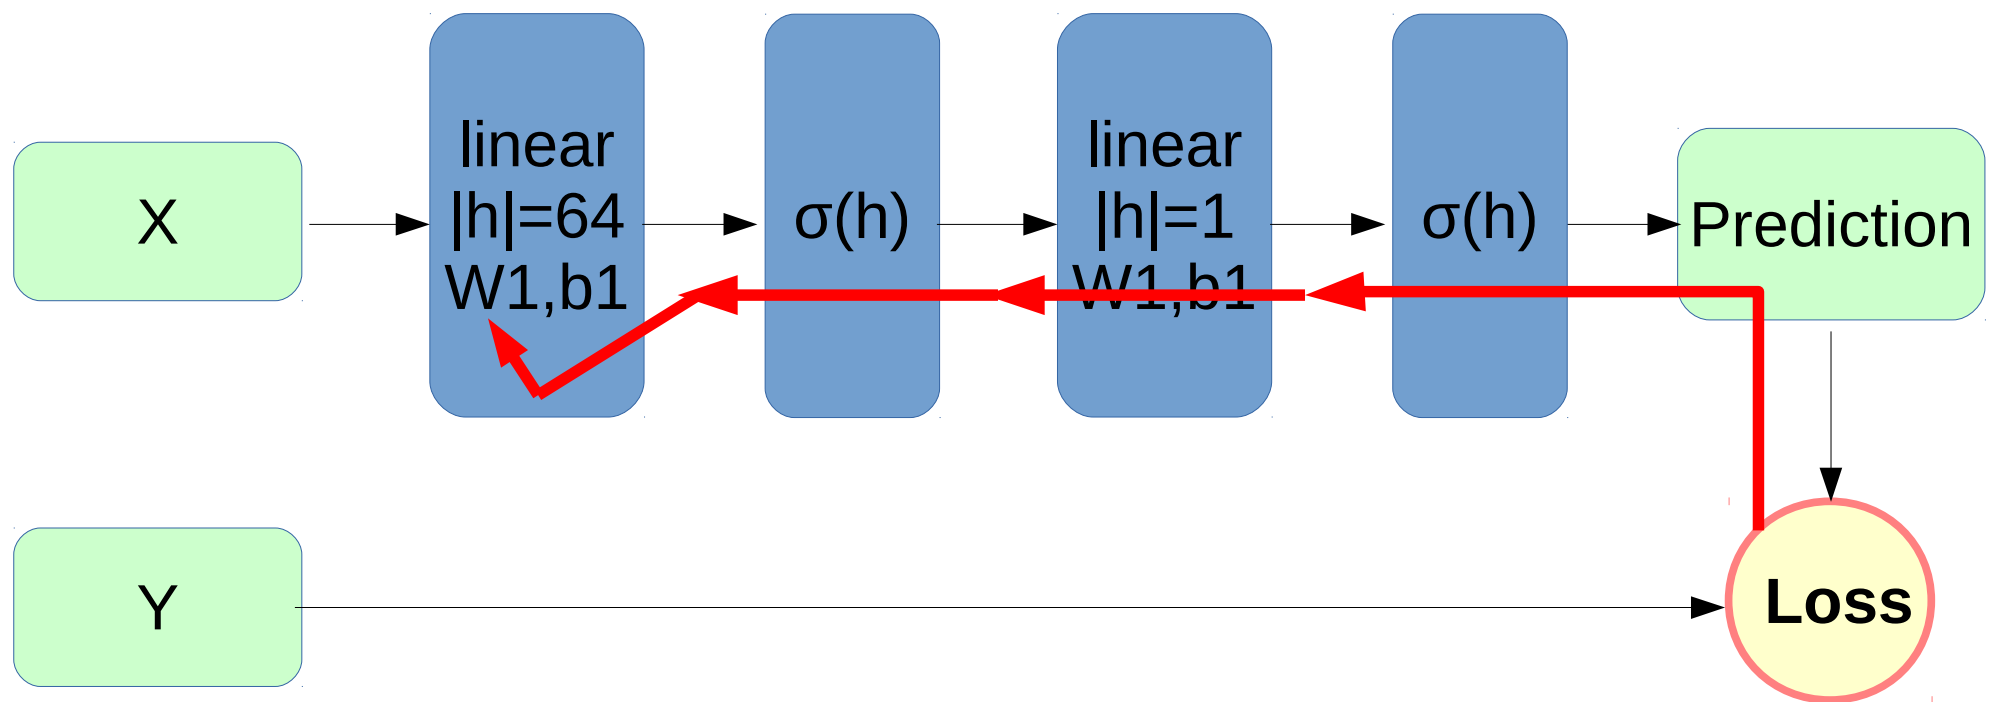 X
linear
|h|=64
W1,b1
σ(h)
linear
|h|=1
W1,b1
σ(h)
Prediction
Y
Loss